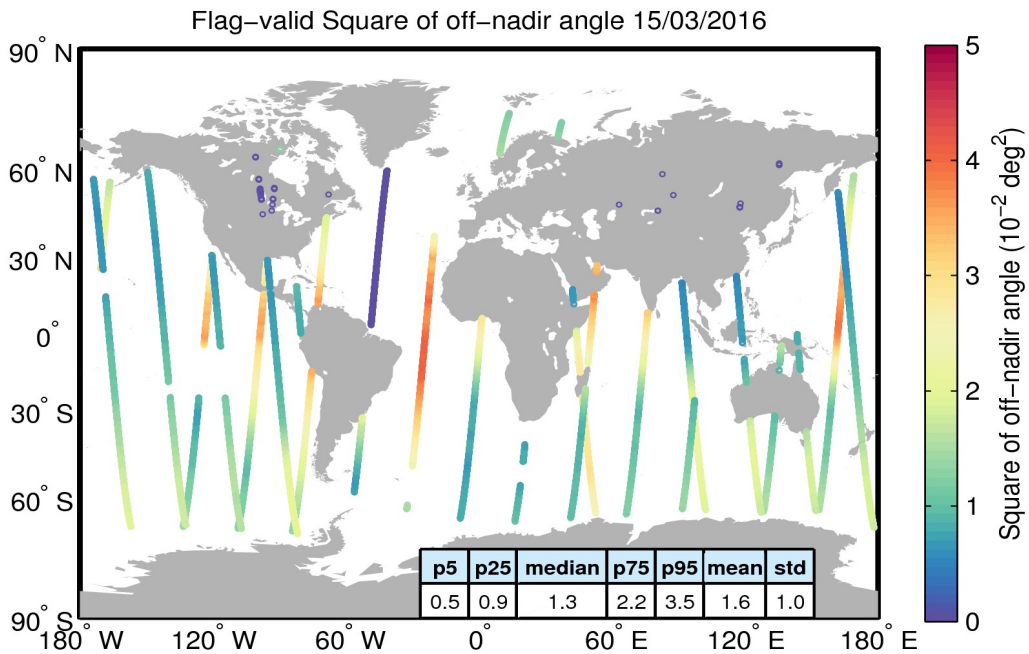 Flag−valid Square of off−nadir angle 15/03/2016
90° N
60° N
30° N
0°
30° S
60° S
90° S
180° W
120° W
60° W
0°
60° E
120° E
180° E
p5 p25 median p75 p95 mean std
0.5 0.9 1.3 2.2 3.5 1.6 1.0
5
4
3
2
1
0
Square of off−nadir angle (10⁻² deg²)